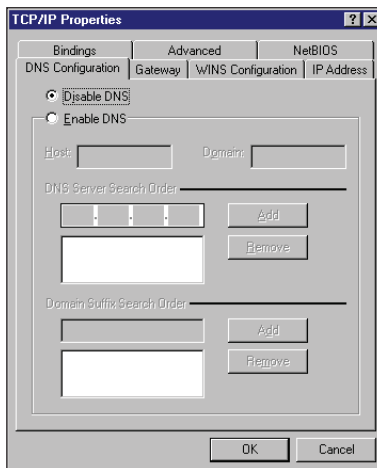 TCP/IP Properties
Bindings Advanced NetBIOS
DNS Configuration Gateway WINS Configuration IP Address
Disable DNS
Enable DNS
Host: Domain:
DNS Server Search Order
Add
Remove
Domain Suffix Search Order
Add
Remove
OK Cancel